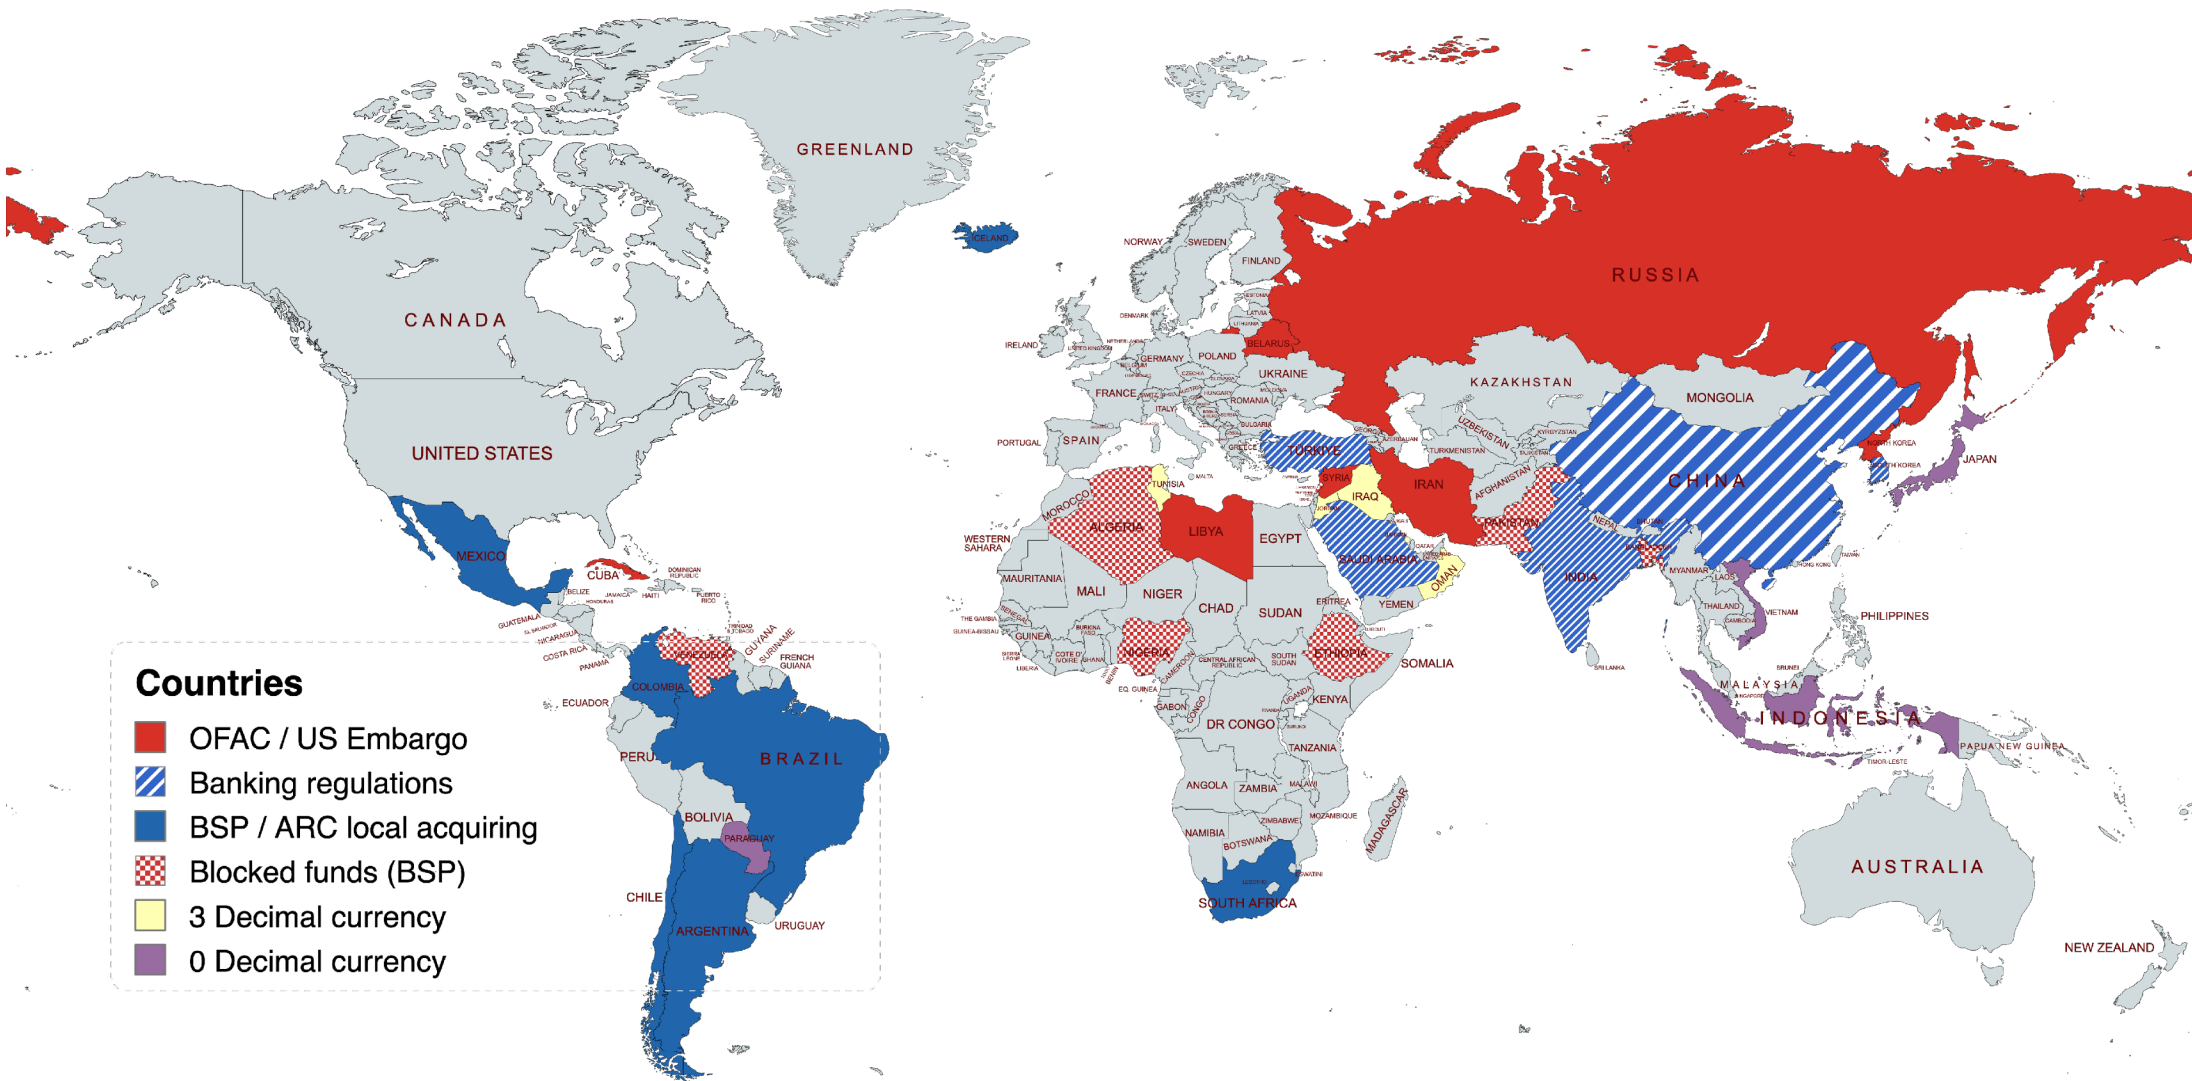 GREENLAND
ICELAND
NORWAY
SWEDEN
FINLAND
RUSSIA
CANADA
ESTONIA
LATVIA
LITHUANIA
DENMARK
BELARUS
IRELAND
UNITED KINGDOM
NETHERLANDS
GERMANY
POLAND
BELGIUM
UKRAINE
CZECHIA
FRANCE
SWITZ
AUSTRIA
HUNGARY
MOLDOVA
ROMANIA
ITALY
SERBIA
BULGARIA
KAZAKHSTAN
MONGOLIA
UNITED STATES
PORTUGAL
SPAIN
GREECE
TÜRKIYE
GEORGIA
AZERBAIJAN
UZBEKISTAN
KYRGYZSTAN
TURKMENISTAN
TAJIKISTAN
NORTH KOREA
SOUTH KOREA
JAPAN
CHINA
MALTA
TUNISIA
SYRIA
IRAQ
IRAN
AFGHANISTAN
MOROCCO
ALGERIA
LIBYA
EGYPT
JORDAN
PAKISTAN
NEPAL
BHUTAN
WESTERN
SAHARA
SAUDI ARABIA
QATAR
OMAN
INDIA
BANGLADESH
MYANMAR
TAIWAN
HONG KONG
LAOS
MEXICO
CUBA
DOMINICAN
REPUBLIC
BELIZE
HONDURAS
JAMAICA
HAITI
PUERTO
RICO
GUATEMALA
EL SALVADOR
NICARAGUA
COSTA RICA
PANAMA
TRINIDAD
& TOBAGO
MAURITANIA
MALI
NIGER
CHAD
SUDAN
ERITREA
YEMEN
THAILAND
VIETNAM
CAMBODIA
PHILIPPINES
THE GAMBIA
SENEGAL
GUINEA-BISSAU
GUINEA
BURKINA
FASO
SIERRA
LEONE
LIBERIA
COTE D'
IVOIRE
GHANA
BENIN
NIGERIA
CAMEROON
CENTRAL AFRICAN
REPUBLIC
SOUTH
SUDAN
DJIBOUTI
ETHIOPIA
SOMALIA
SRI LANKA
BRUNEI
MALAYSIA
SINGAPORE
INDONESIA
PAPUA NEW GUINEA
TIMOR-LESTE
EQ. GUINEA
GABON
CONGO
DR CONGO
UGANDA
KENYA
RWANDA
BURUNDI
TANZANIA
VENEZUELA
GUYANA
SURINAME
FRENCH
GUIANA
COLOMBIA
ECUADOR
PERU
BRAZIL
BOLIVIA
PARAGUAY
CHILE
ARGENTINA
URUGUAY
ANGOLA
ZAMBIA
MALAWI
MOZAMBIQUE
ZIMBABWE
NAMIBIA
BOTSWANA
MADAGASCAR
ESWATINI
LESOTHO
SOUTH AFRICA
AUSTRALIA
NEW ZEALAND
Countries
OFAC / US Embargo
Banking regulations
BSP / ARC local acquiring
Blocked funds (BSP)
3 Decimal currency
0 Decimal currency